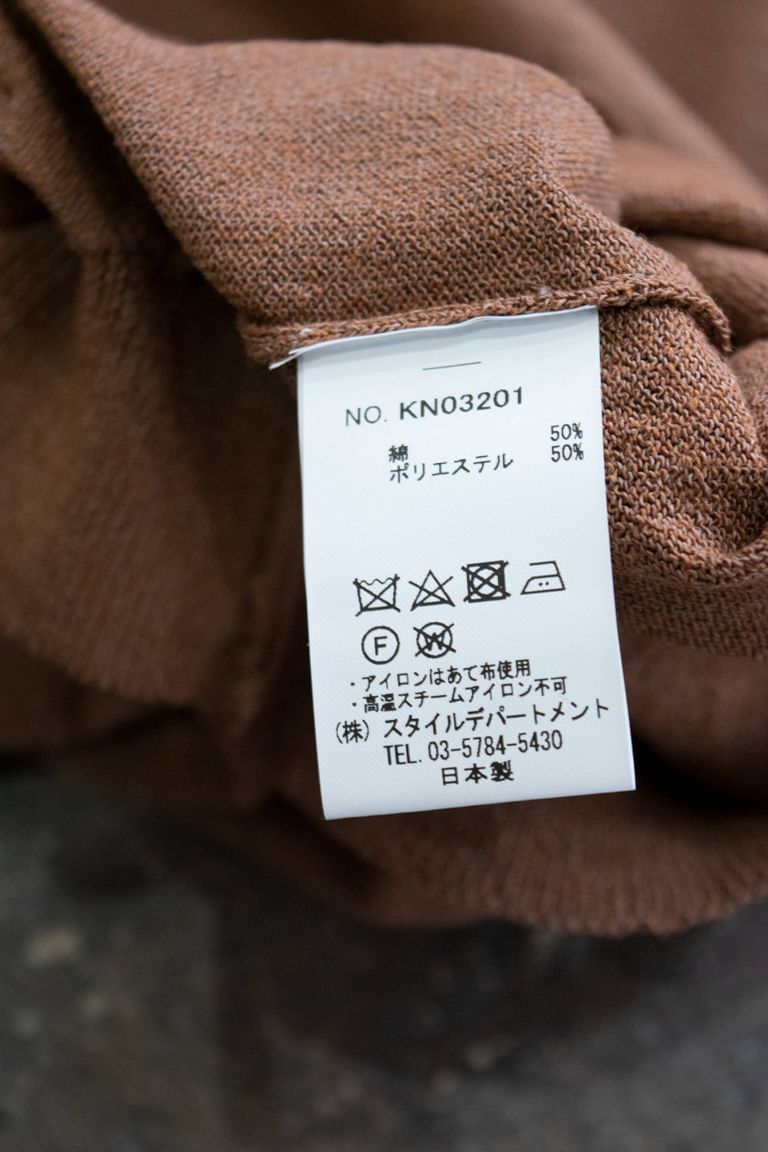 NO. KN03201
綿 50%
ポリエステル 50%
F W
・アイロンはあて布使用
・高温スチームアイロン不可
(株) スタイルデパートメント
TEL. 03-5784-5430
日本製